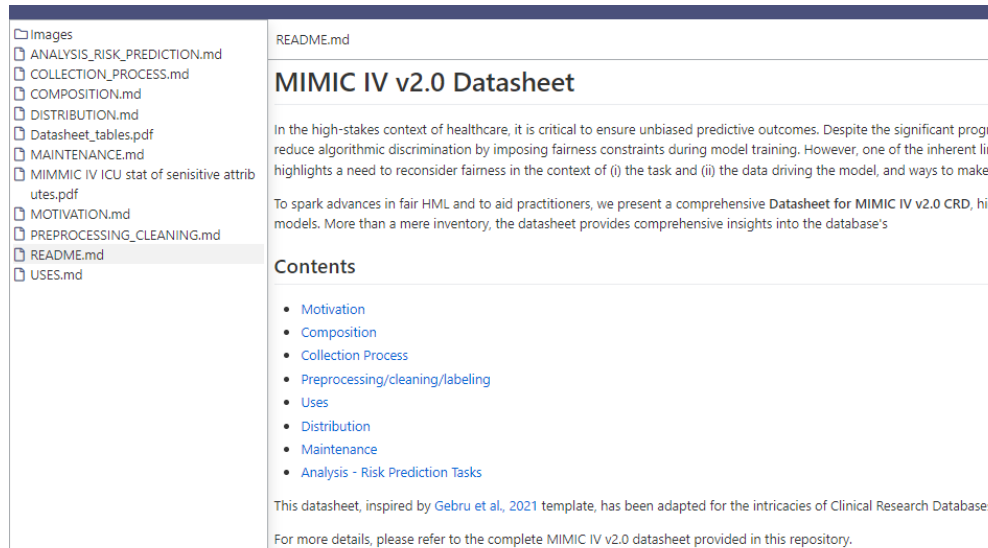 Images
ANALYSIS_RISK_PREDICTION.md
COLLECTION_PROCESS.md
COMPOSITION.md
DISTRIBUTION.md
Datasheet_tables.pdf
MAINTENANCE.md
MIMMIC IV ICU stat of senisitive attrib
utes.pdf
MOTIVATION.md
PREPROCESSING_CLEANING.md
README.md
USES.md
README.md
MIMIC IV v2.0 Datasheet
In the high-stakes context of healthcare, it is critical to ensure unbiased predictive outcomes. Despite the significant
reduce algorithmic discrimination by imposing fairness constraints during model training. However, one of the inherent
highlights a need to reconsider fairness in the context of (i) the task and (ii) the data driving the model, and ways to make
To spark advances in fair HML and to aid practitioners, we present a comprehensive Datasheet for MIMIC IV v2.0 CRD,
models. More than a mere inventory, the datasheet provides comprehensive insights into the database's
Contents
Motivation
Composition
Collection Process
Preprocessing/cleaning/labeling
Uses
Distribution
Maintenance
Analysis - Risk Prediction Tasks
This datasheet, inspired by Gebru et al., 2021 template, has been adapted for the intricacies of Clinical Research Database
For more details, please refer to the complete MIMIC IV v2.0 datasheet provided in this repository.